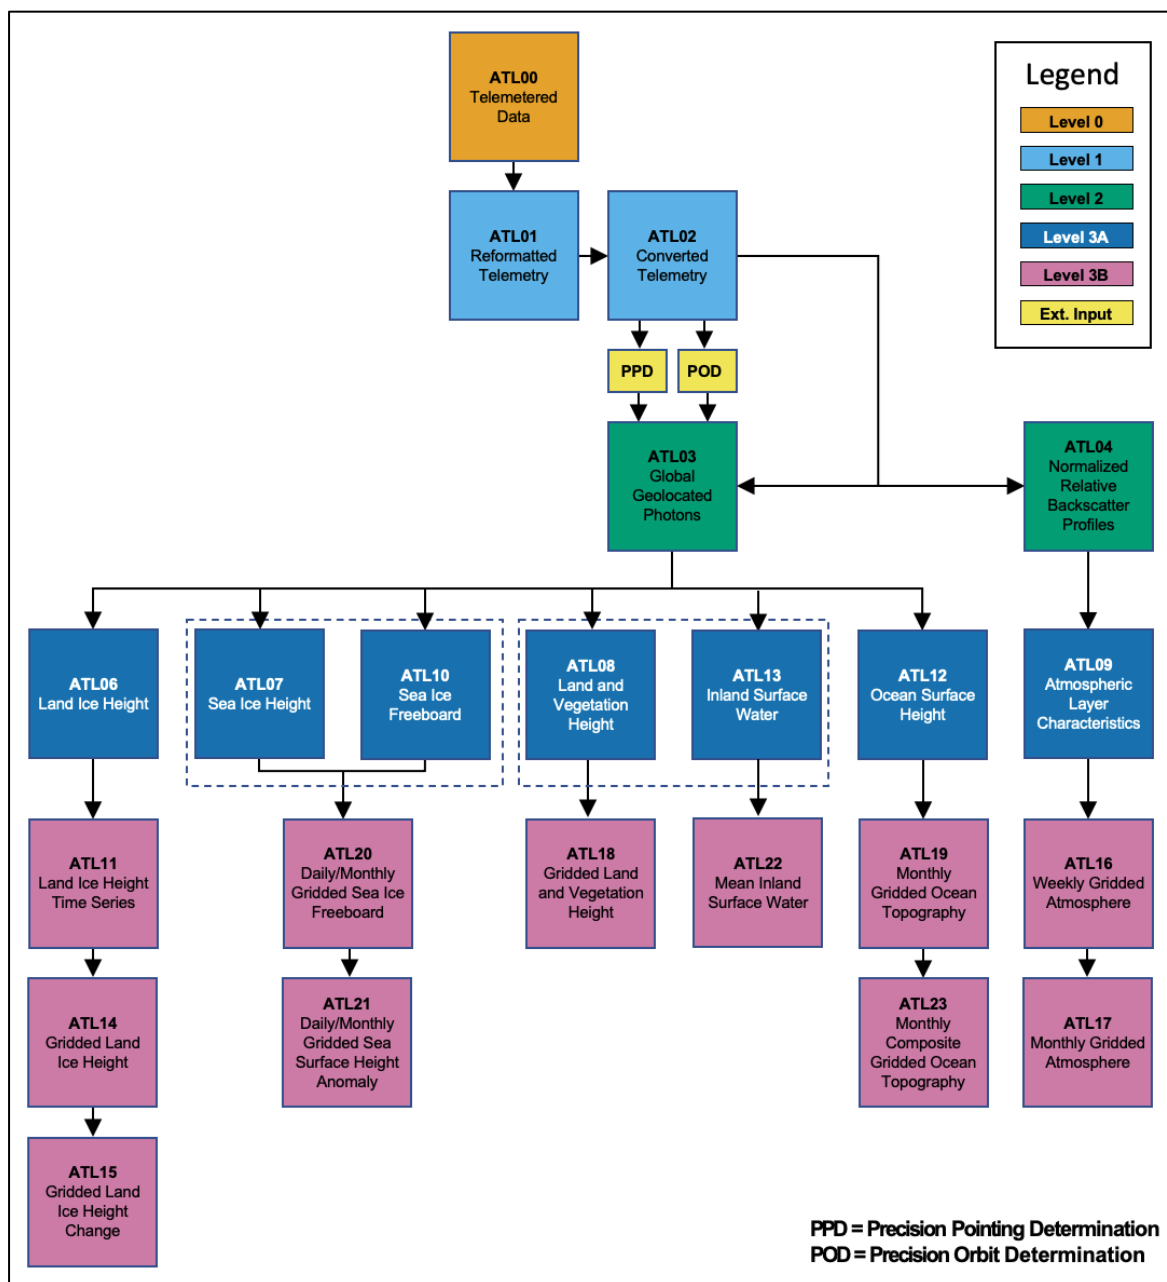 ATL00
Telemetered
Data
Legend
Level 0
Level 1
Level 2
Level 3A
Level 3B
Ext. Input
ATL01
Reformatted
Telemetry
ATL02
Converted
Telemetry
PPD
POD
ATL03
Global
Geolocated
Photons
ATL04
Normalized
Relative
Backscatter
Profiles
ATL06
Land Ice Height
ATL07
Sea Ice Height
ATL10
Sea Ice
Freeboard
ATL08
Land and
Vegetation
Height
ATL13
Inland Surface
Water
ATL12
Ocean Surface
Height
ATL09
Atmospheric
Layer
Characteristics
ATL11
Land Ice Height
Time Series
ATL20
Daily/Monthly
Gridded Sea Ice
Freeboard
ATL18
Gridded Land
and Vegetation
Height
ATL22
Mean Inland
Surface Water
ATL19
Monthly
Gridded Ocean
Topography
ATL16
Weekly Gridded
Atmosphere
ATL14
Gridded Land
Ice Height
ATL21
Daily/Monthly
Gridded Sea
Surface Height
Anomaly
ATL23
Monthly
Composite
Gridded Ocean
Topography
ATL17
Monthly Gridded
Atmosphere
ATL15
Gridded Land
Ice Height
Change
PPD = Precision Pointing Determination
POD = Precision Orbit Determination